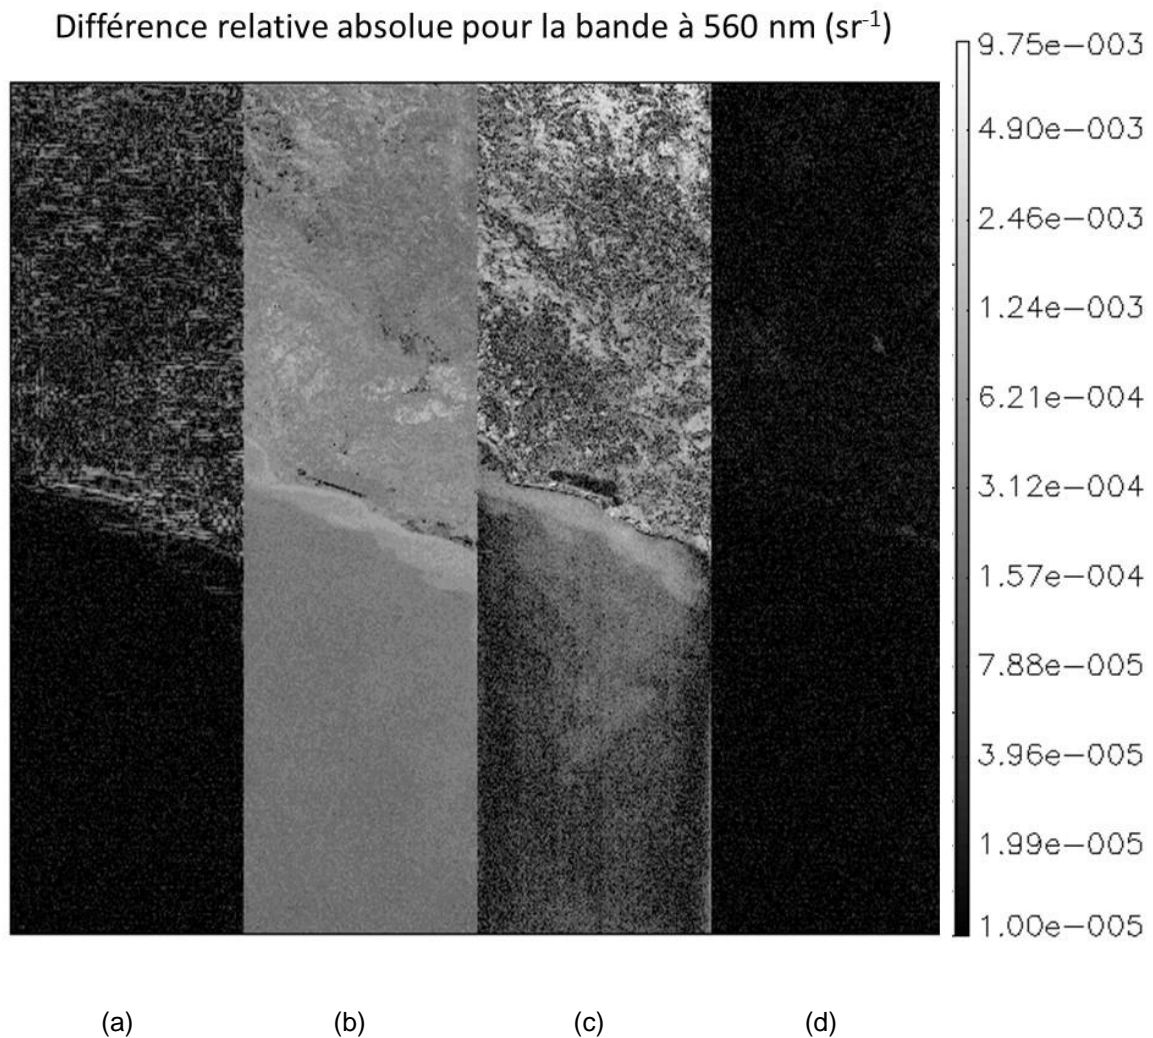 Différence relative absolue pour la bande à 560 nm (sr-1)
9.75e-003
4.90e-003
2.46e-003
1.24e-003
6.21e-004
3.12e-004
1.57e-004
7.88e-005
3.96e-005
1.99e-005
1.00e-005
(a) (b) (c) (d)